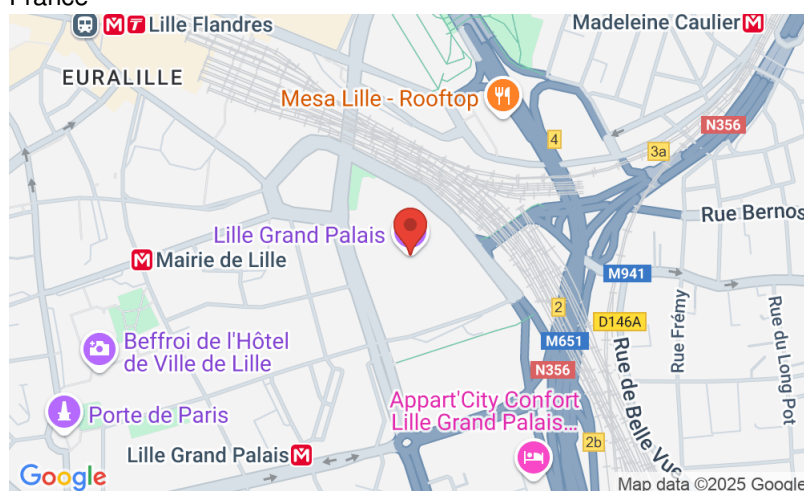 France
M T Lille Flandres
Madeleine Caulier M
EURALILLE
Mesa Lille - Rooftop
N356
4
3a
Rue Bernos
Lille Grand Palais
M Mairie de Lille
M941
2
D146A
Rue Frémy
Rue du Long Pot
Beffroi de l'Hôtel
de Ville de Lille
M651
N356
Rue de Belle Vue
Appart'City Confort
Lille Grand Palais...
Porte de Paris
2b
Lille Grand Palais M
Google
Map data ©2025 Google